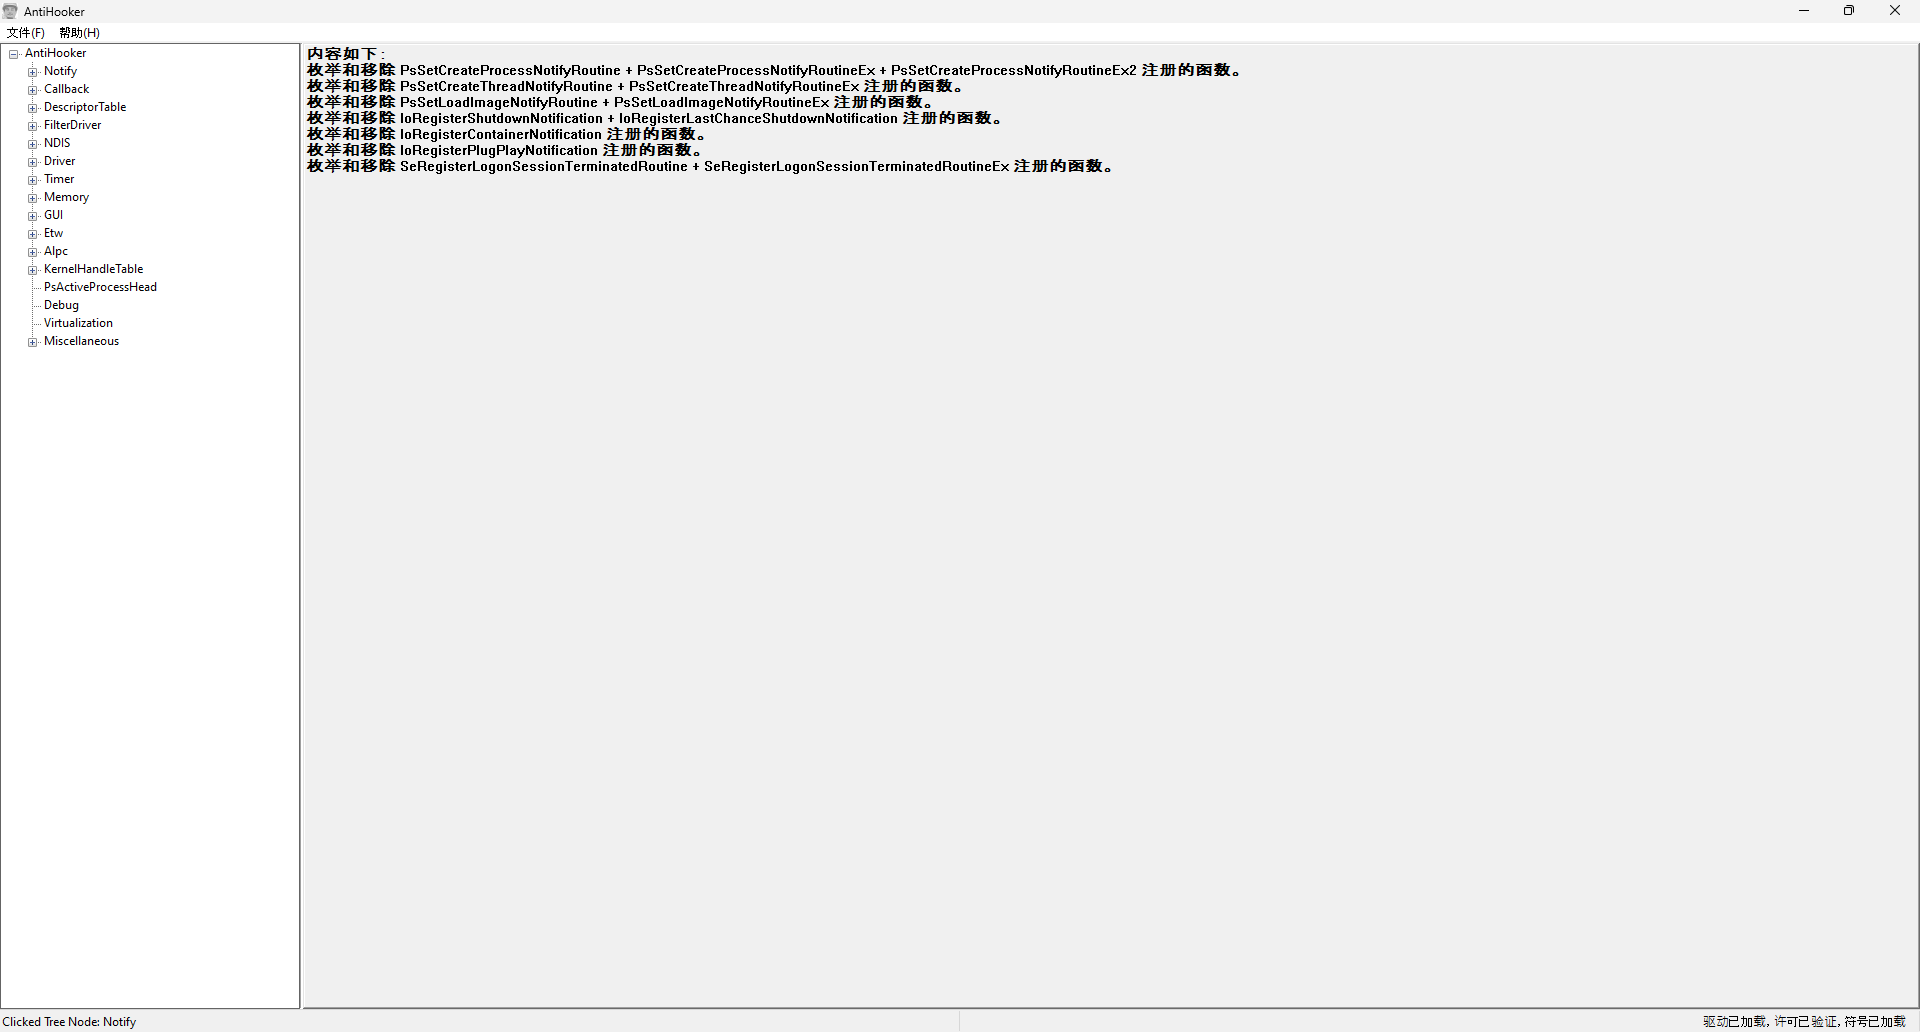 AntiHooker
文件(F) 帮助(H)
AntiHooker
Notify
Callback
DescriptorTable
FilterDriver
NDIS
Driver
Timer
Memory
GUI
Etw
Alpc
KernelHandleTable
PsActiveProcessHead
Debug
Virtualization
Miscellaneous
内容如下:
枚举和移除 PsSetCreateProcessNotifyRoutine + PsSetCreateProcessNotifyRoutineEx + PsSetCreateProcessNotifyRoutineEx2 注册的函数。
枚举和移除 PsSetCreateThreadNotifyRoutine + PsSetCreateThreadNotifyRoutineEx 注册的函数。
枚举和移除 PsSetLoadImageNotifyRoutine + PsSetLoadImageNotifyRoutineEx 注册的函数。
枚举和移除 IoRegisterShutdownNotification + IoRegisterLastChanceShutdownNotification 注册的函数。
枚举和移除 IoRegisterContainerNotification 注册的函数。
枚举和移除 IoRegisterPlugPlayNotification 注册的函数。
枚举和移除 SeRegisterLogonSessionTerminatedRoutine + SeRegisterLogonSessionTerminatedRoutineEx 注册的函数。
Clicked Tree Node: Notify
驱动已加载, 许可已验证, 符号已加载